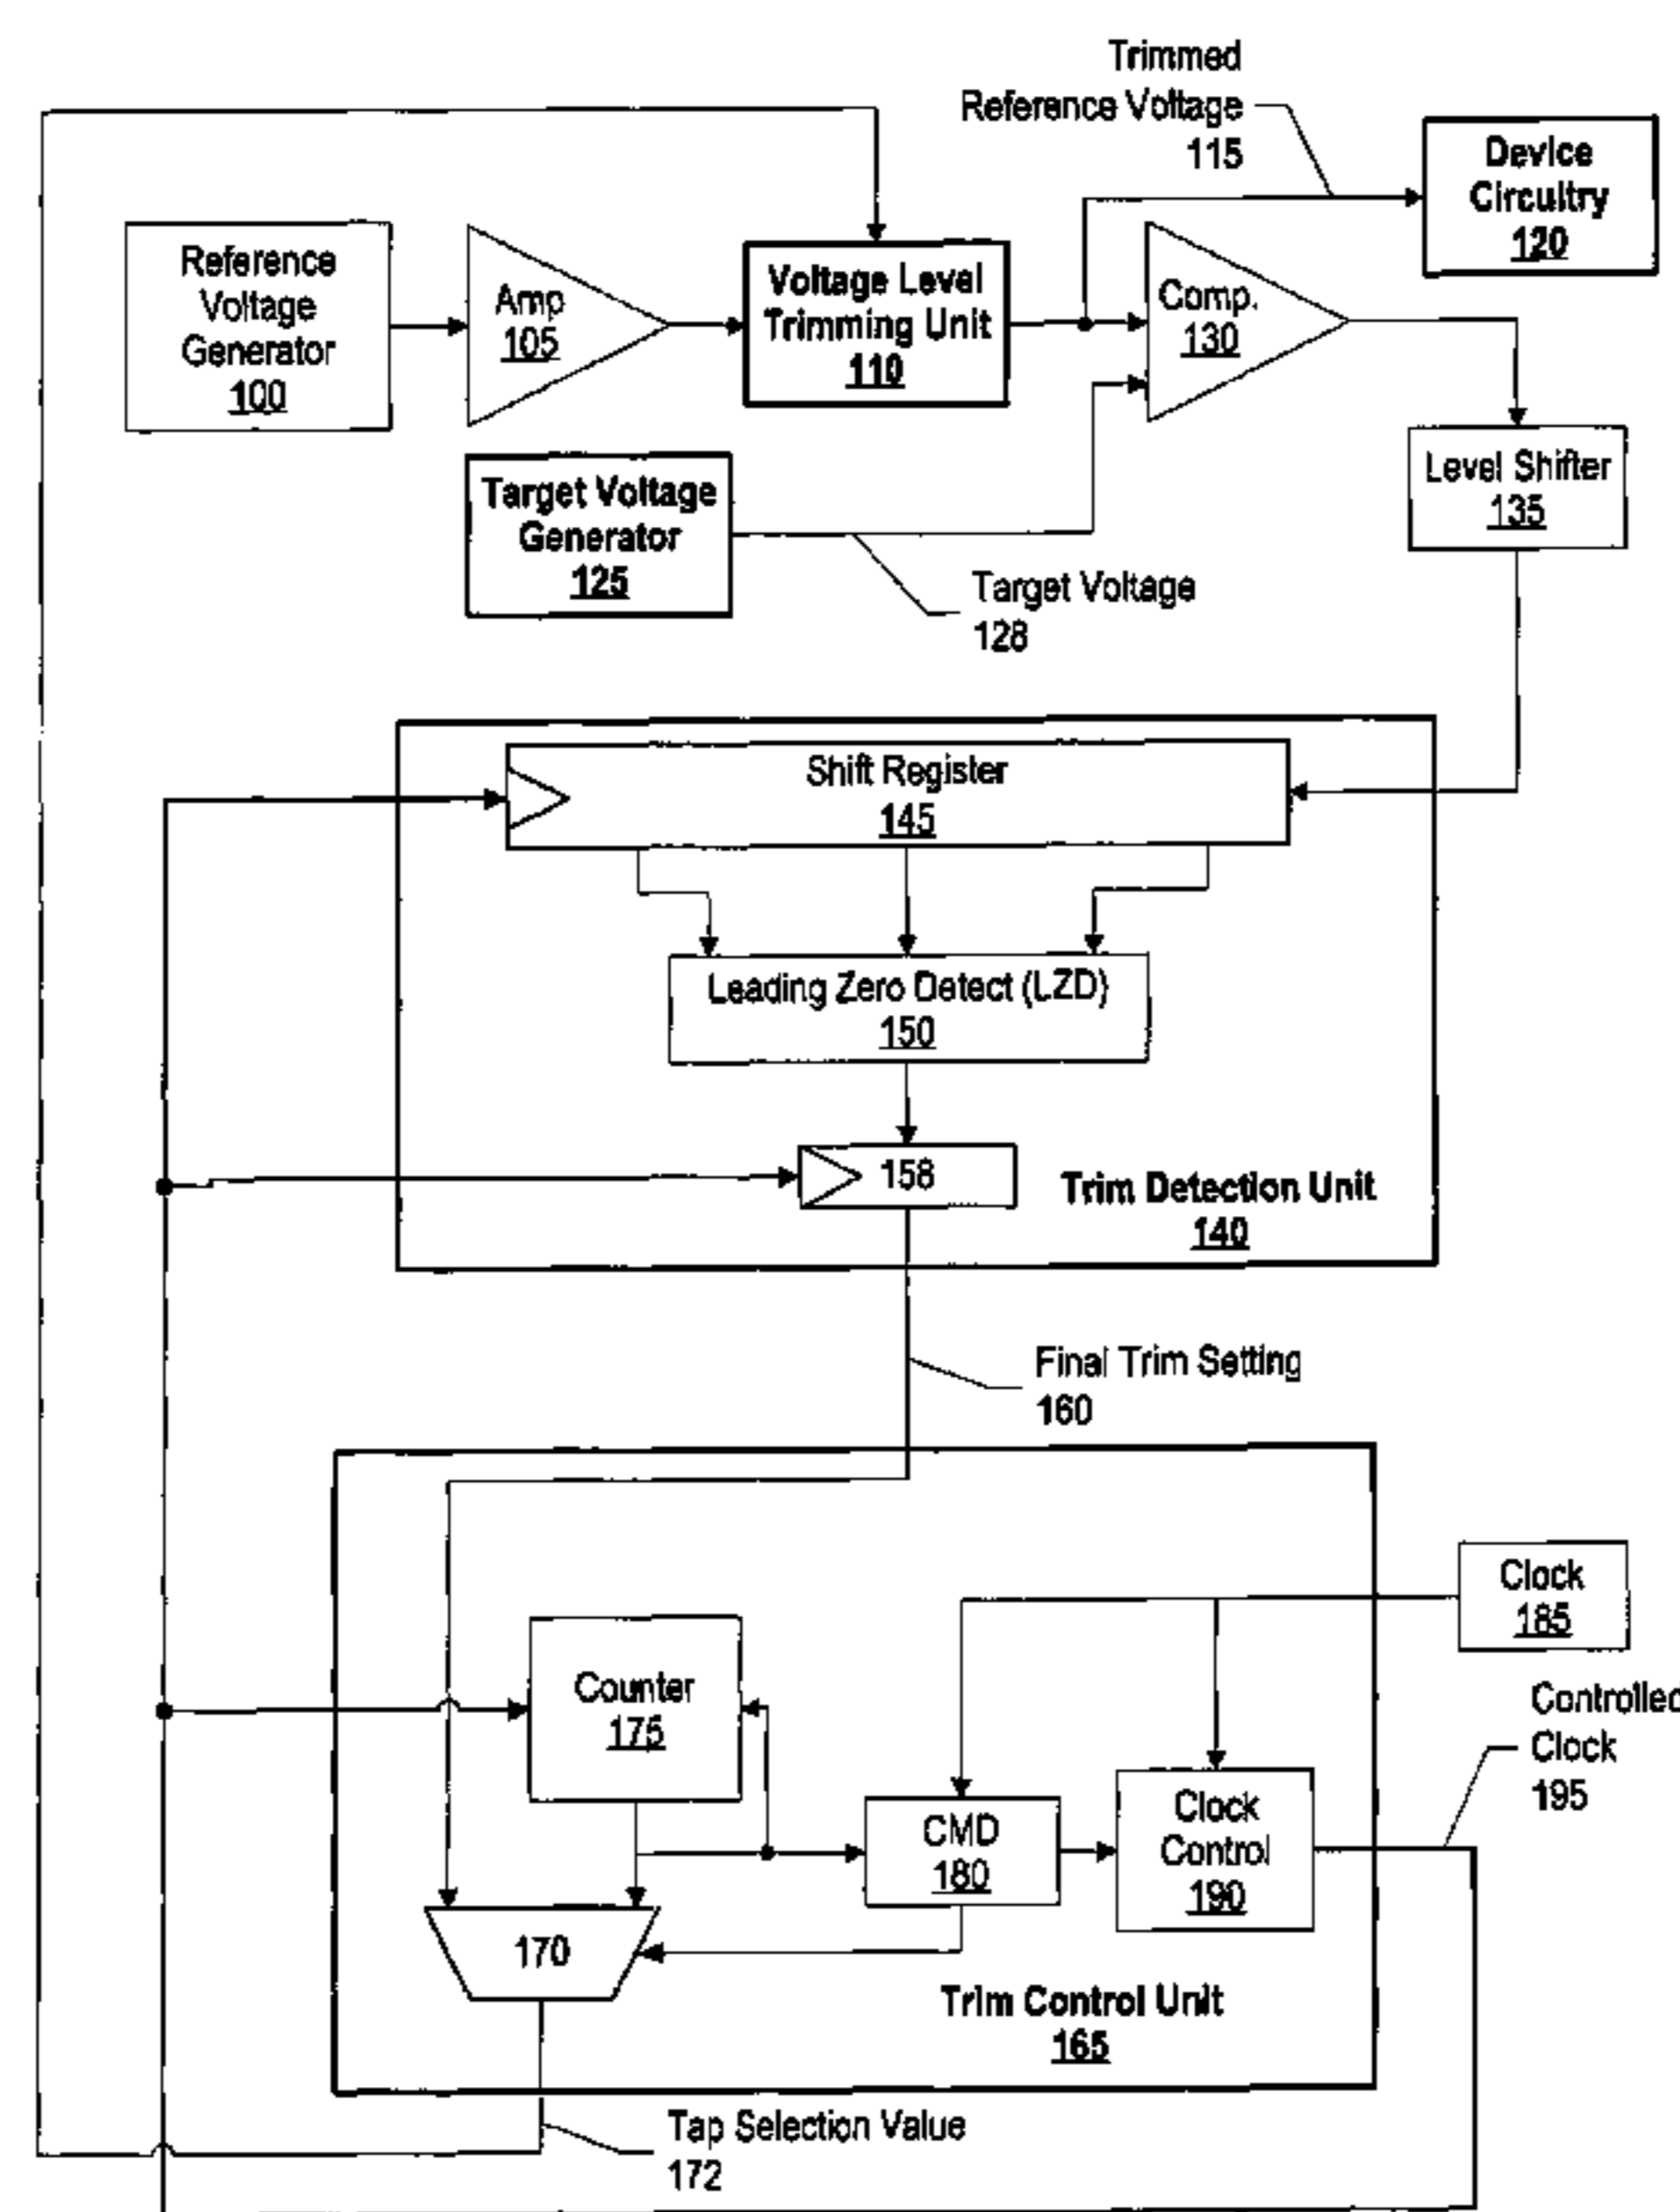 Trimmed
Reference Voltage
115
Device
Circuitry
120
Reference
Voltage
Generator
100
Amp
105
Voltage Level
Trimming Unit
110
Comp.
130
Target Voltage
Generator
125
Level Shifter
135
Target Voltage
128
Shift Register
145
Leading Zero Detect (LZD)
150
158
Trim Detection Unit
140
Final Trim Setting
160
Clock
185
Counter
175
Controlled
Clock
195
CMD
180
Clock
Control
190
170
Trim Control Unit
165
Tap Selection Value
172